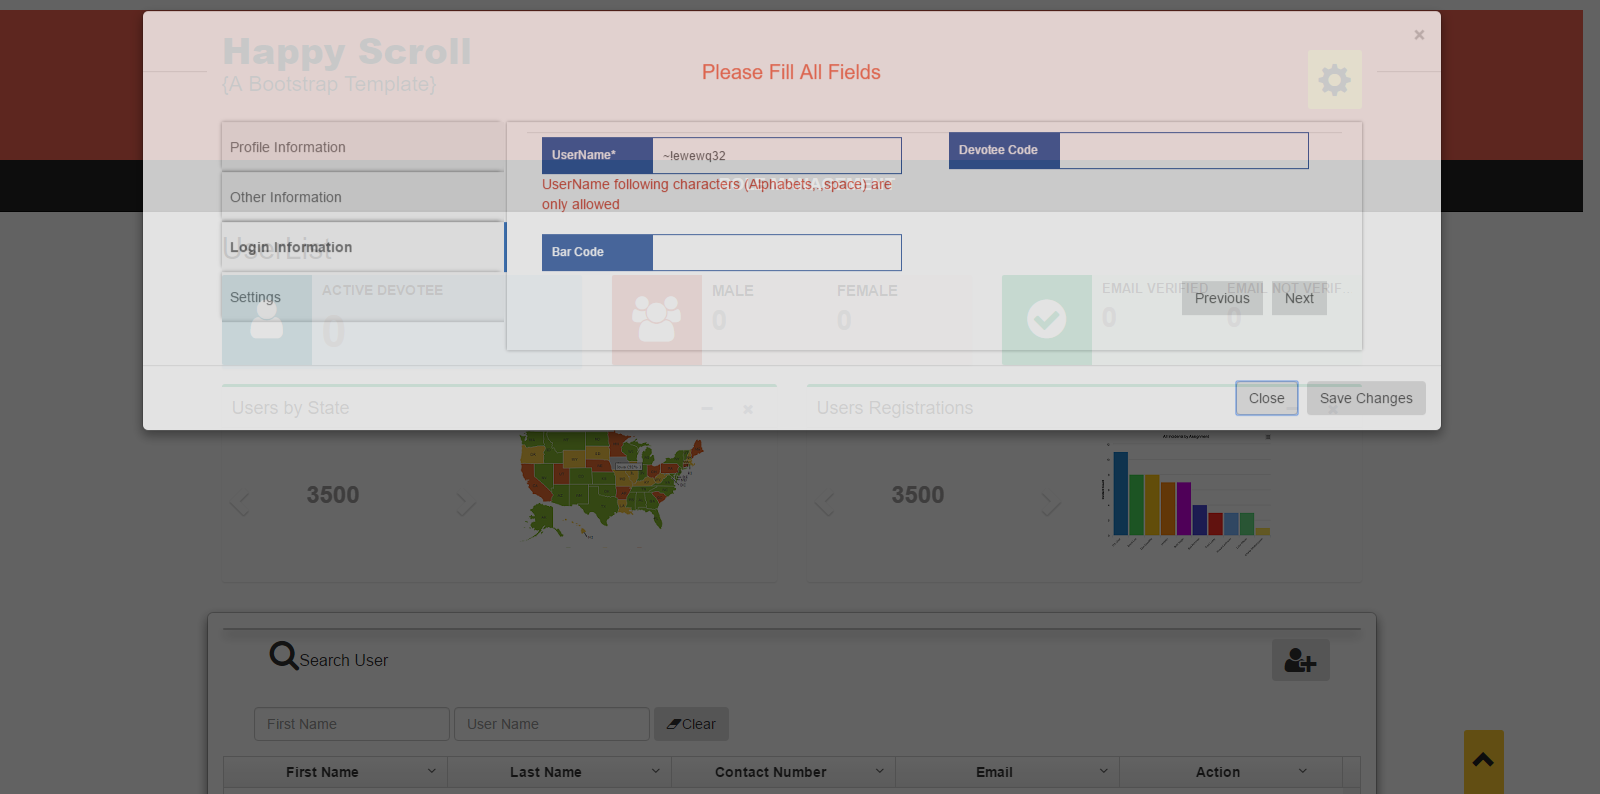 Happy Scroll
{A Bootstrap Template}
×
Please Fill All Fields
Profile Information
Other Information
Login Information
Settings
UserName*
~!ewewq32
UserName following characters (Alphabets,.,space) are
only allowed
Devotee Code
Bar Code
Previous
Next
UserList
ACTIVE DEVOTEE
0
MALE
0
FEMALE
0
EMAIL VERIFIED
0
EMAIL NOT VERIF...
0
Close
Save Changes
Users by State
Users Registrations
3500
3500
Search User
First Name
User Name
Clear
First Name
Last Name
Contact Number
Email
Action